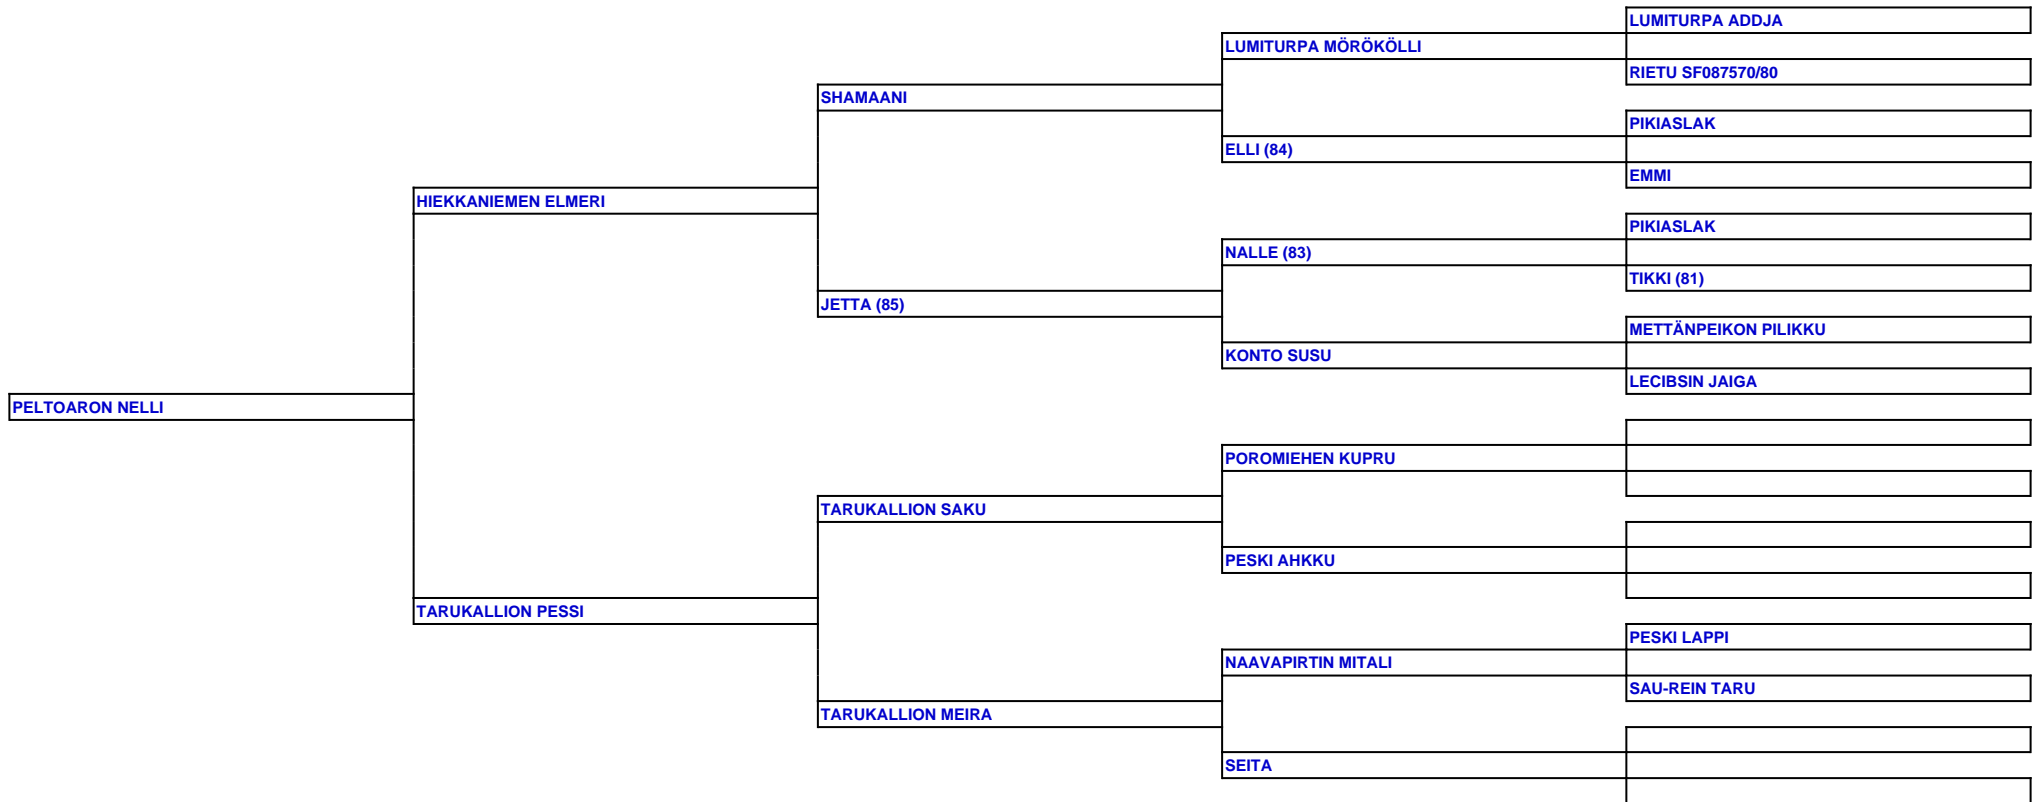 LUMITURPA ADDJA
LUMITURPA MÖRÖKÖLLI
RIETU SF087570/80
SHAMAANI
PIKIASLAK
ELLI (84)
EMMI
HIEKKANIEMEN ELMERI
PIKIASLAK
NALLE (83)
TIKKI (81)
JETTA (85)
METTÄNPEIKON PILIKKU
KONTO SUSU
LECIBSIN JAIGA
PELTOARON NELLI
POROMIEHEN KUPRU
TARUKALLION SAKU
PESKI AHKKU
TARUKALLION PESSI
PESKI LAPPI
NAAVAPIRTIN MITALI
SAU-REIN TARU
TARUKALLION MEIRA
SEITA